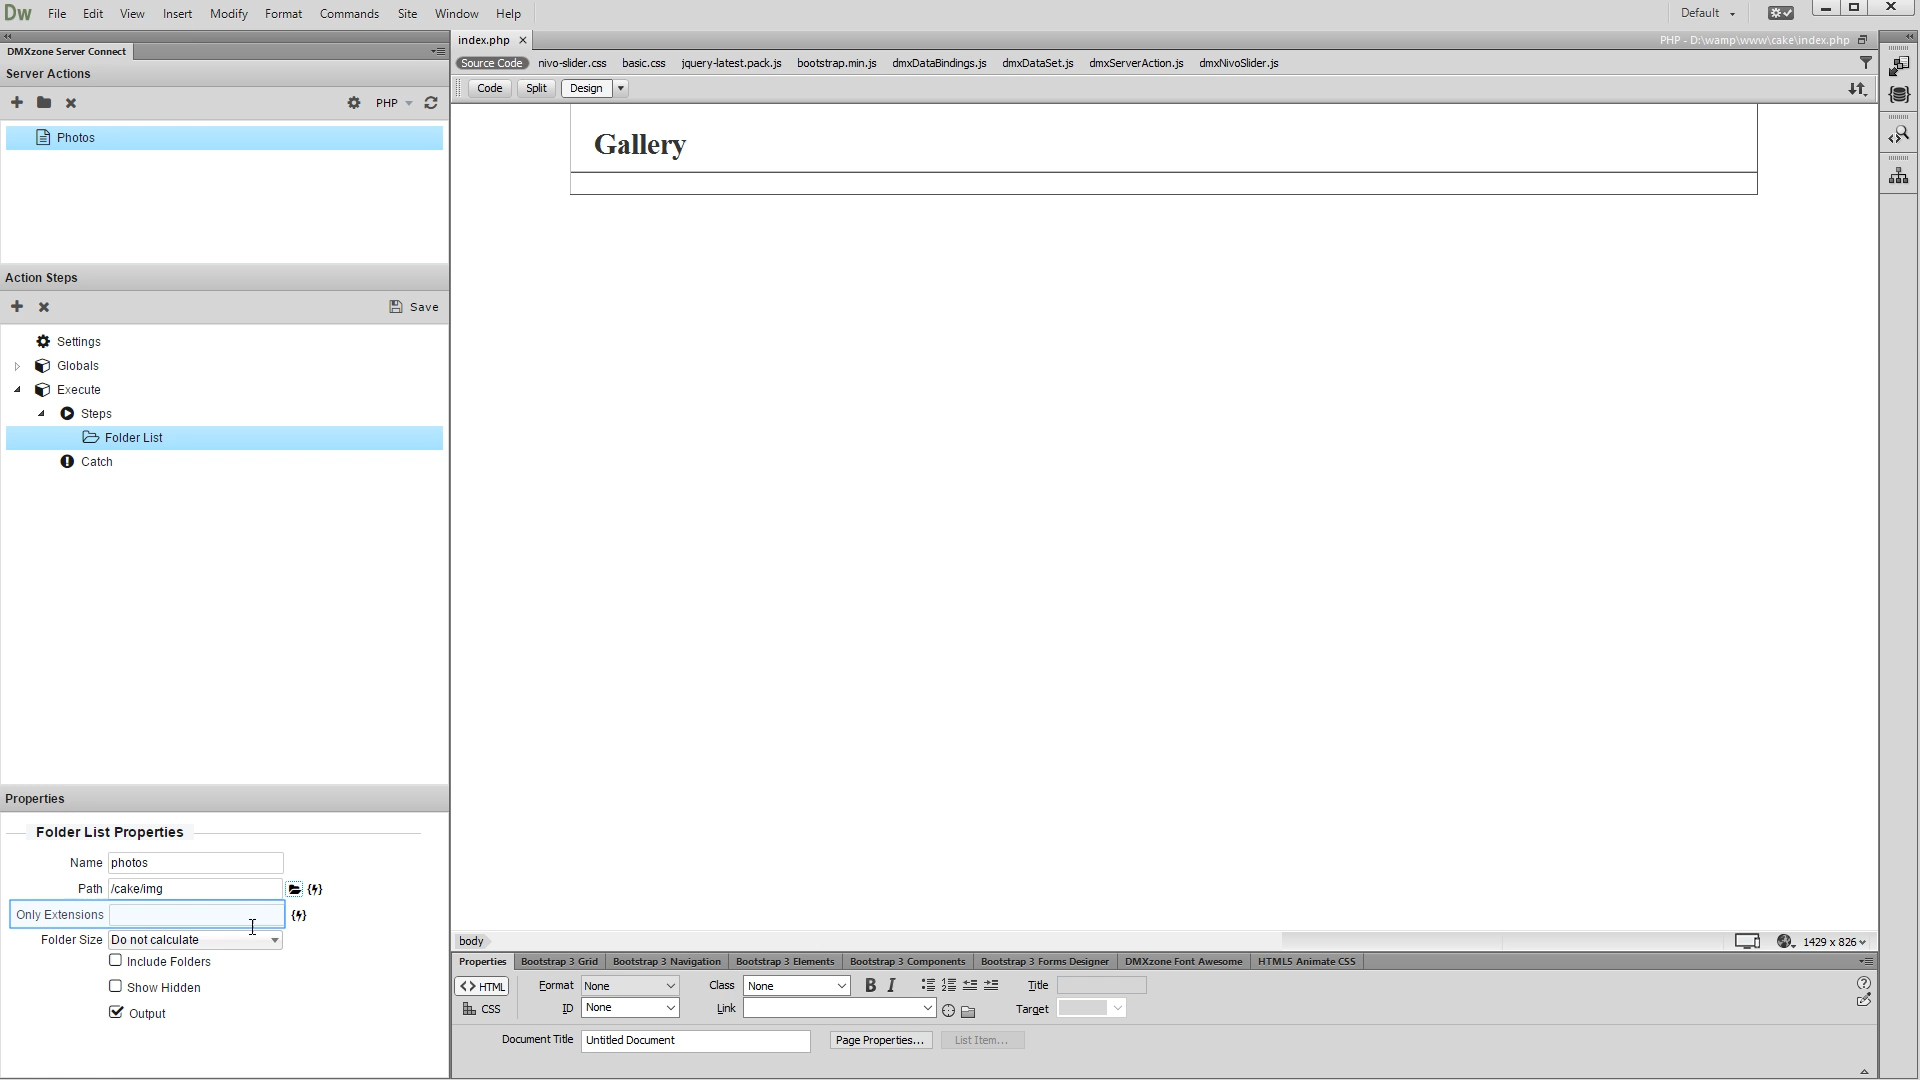 Dw File Edit View Insert Modify Format Commands Site Window Help Default
DMXzone Server Connect
Server Actions
PHP
Photos
Action Steps
Save
Settings
Globals
Execute
Steps
Folder List
Catch
Properties
Folder List Properties
Name photos
Path /cake/img
Only Extensions
Folder Size Do not calculate
Include Folders
Show Hidden
Output
index.php PHP - D:\wamp\www\cake\index.php
Source Code nivo-slider.css basic.css jquery-latest.pack.js bootstrap.min.js dmxDataBindings.js dmxDataSet.js dmxServerAction.js dmxNivoSlider.js
Code Split Design
Gallery
body 1429 x 826
Properties Bootstrap 3 Grid Bootstrap 3 Navigation Bootstrap 3 Elements Bootstrap 3 Components Bootstrap 3 Forms Designer DMXzone Font Awesome HTML5 Animate CSS
<> HTML Format None Class None B I Title
CSS ID None Link Target
Document Title Untitled Document Page Properties... List Item...